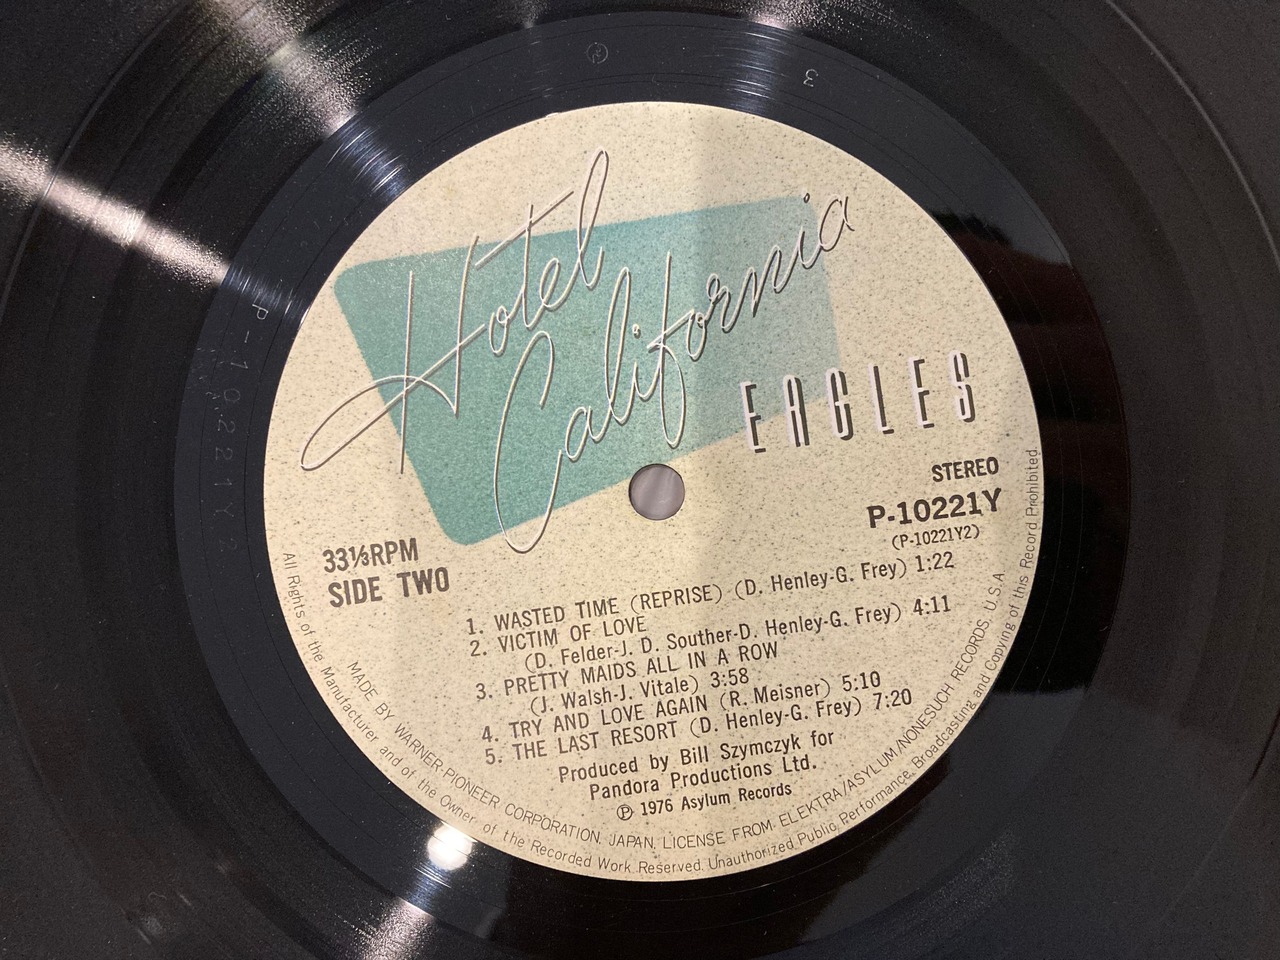 3
P-10221Y2
Hotel
California
EAGLES
STEREO
P-10221Y
(P-10221Y2)
33⅓RPM
SIDE TWO
1. WASTED TIME (REPRISE) (D. Henley-G. Frey) 1:22
2. VICTIM OF LOVE
(D. Felder-J. D. Souther-D. Henley-G. Frey) 4:11
3. PRETTY MAIDS ALL IN A ROW
(J. Walsh-J. Vitale) 3:58
4. TRY AND LOVE AGAIN (R. Meisner) 5:10
5. THE LAST RESORT (D. Henley-G. Frey) 7:20
Produced by Bill Szymczyk for
Pandora Productions Ltd.
℗ 1976 Asylum Records
MADE BY WARNER-PIONEER CORPORATION, JAPAN, LICENSE FROM ELEKTRA/ASYLUM/NONESUCH RECORDS, U.S.A
All Rights of the Manufacturer and of the Owner of the Recorded Work Reserved. Unauthorized Public Performance, Broadcasting and Copying of this Record Prohibited.